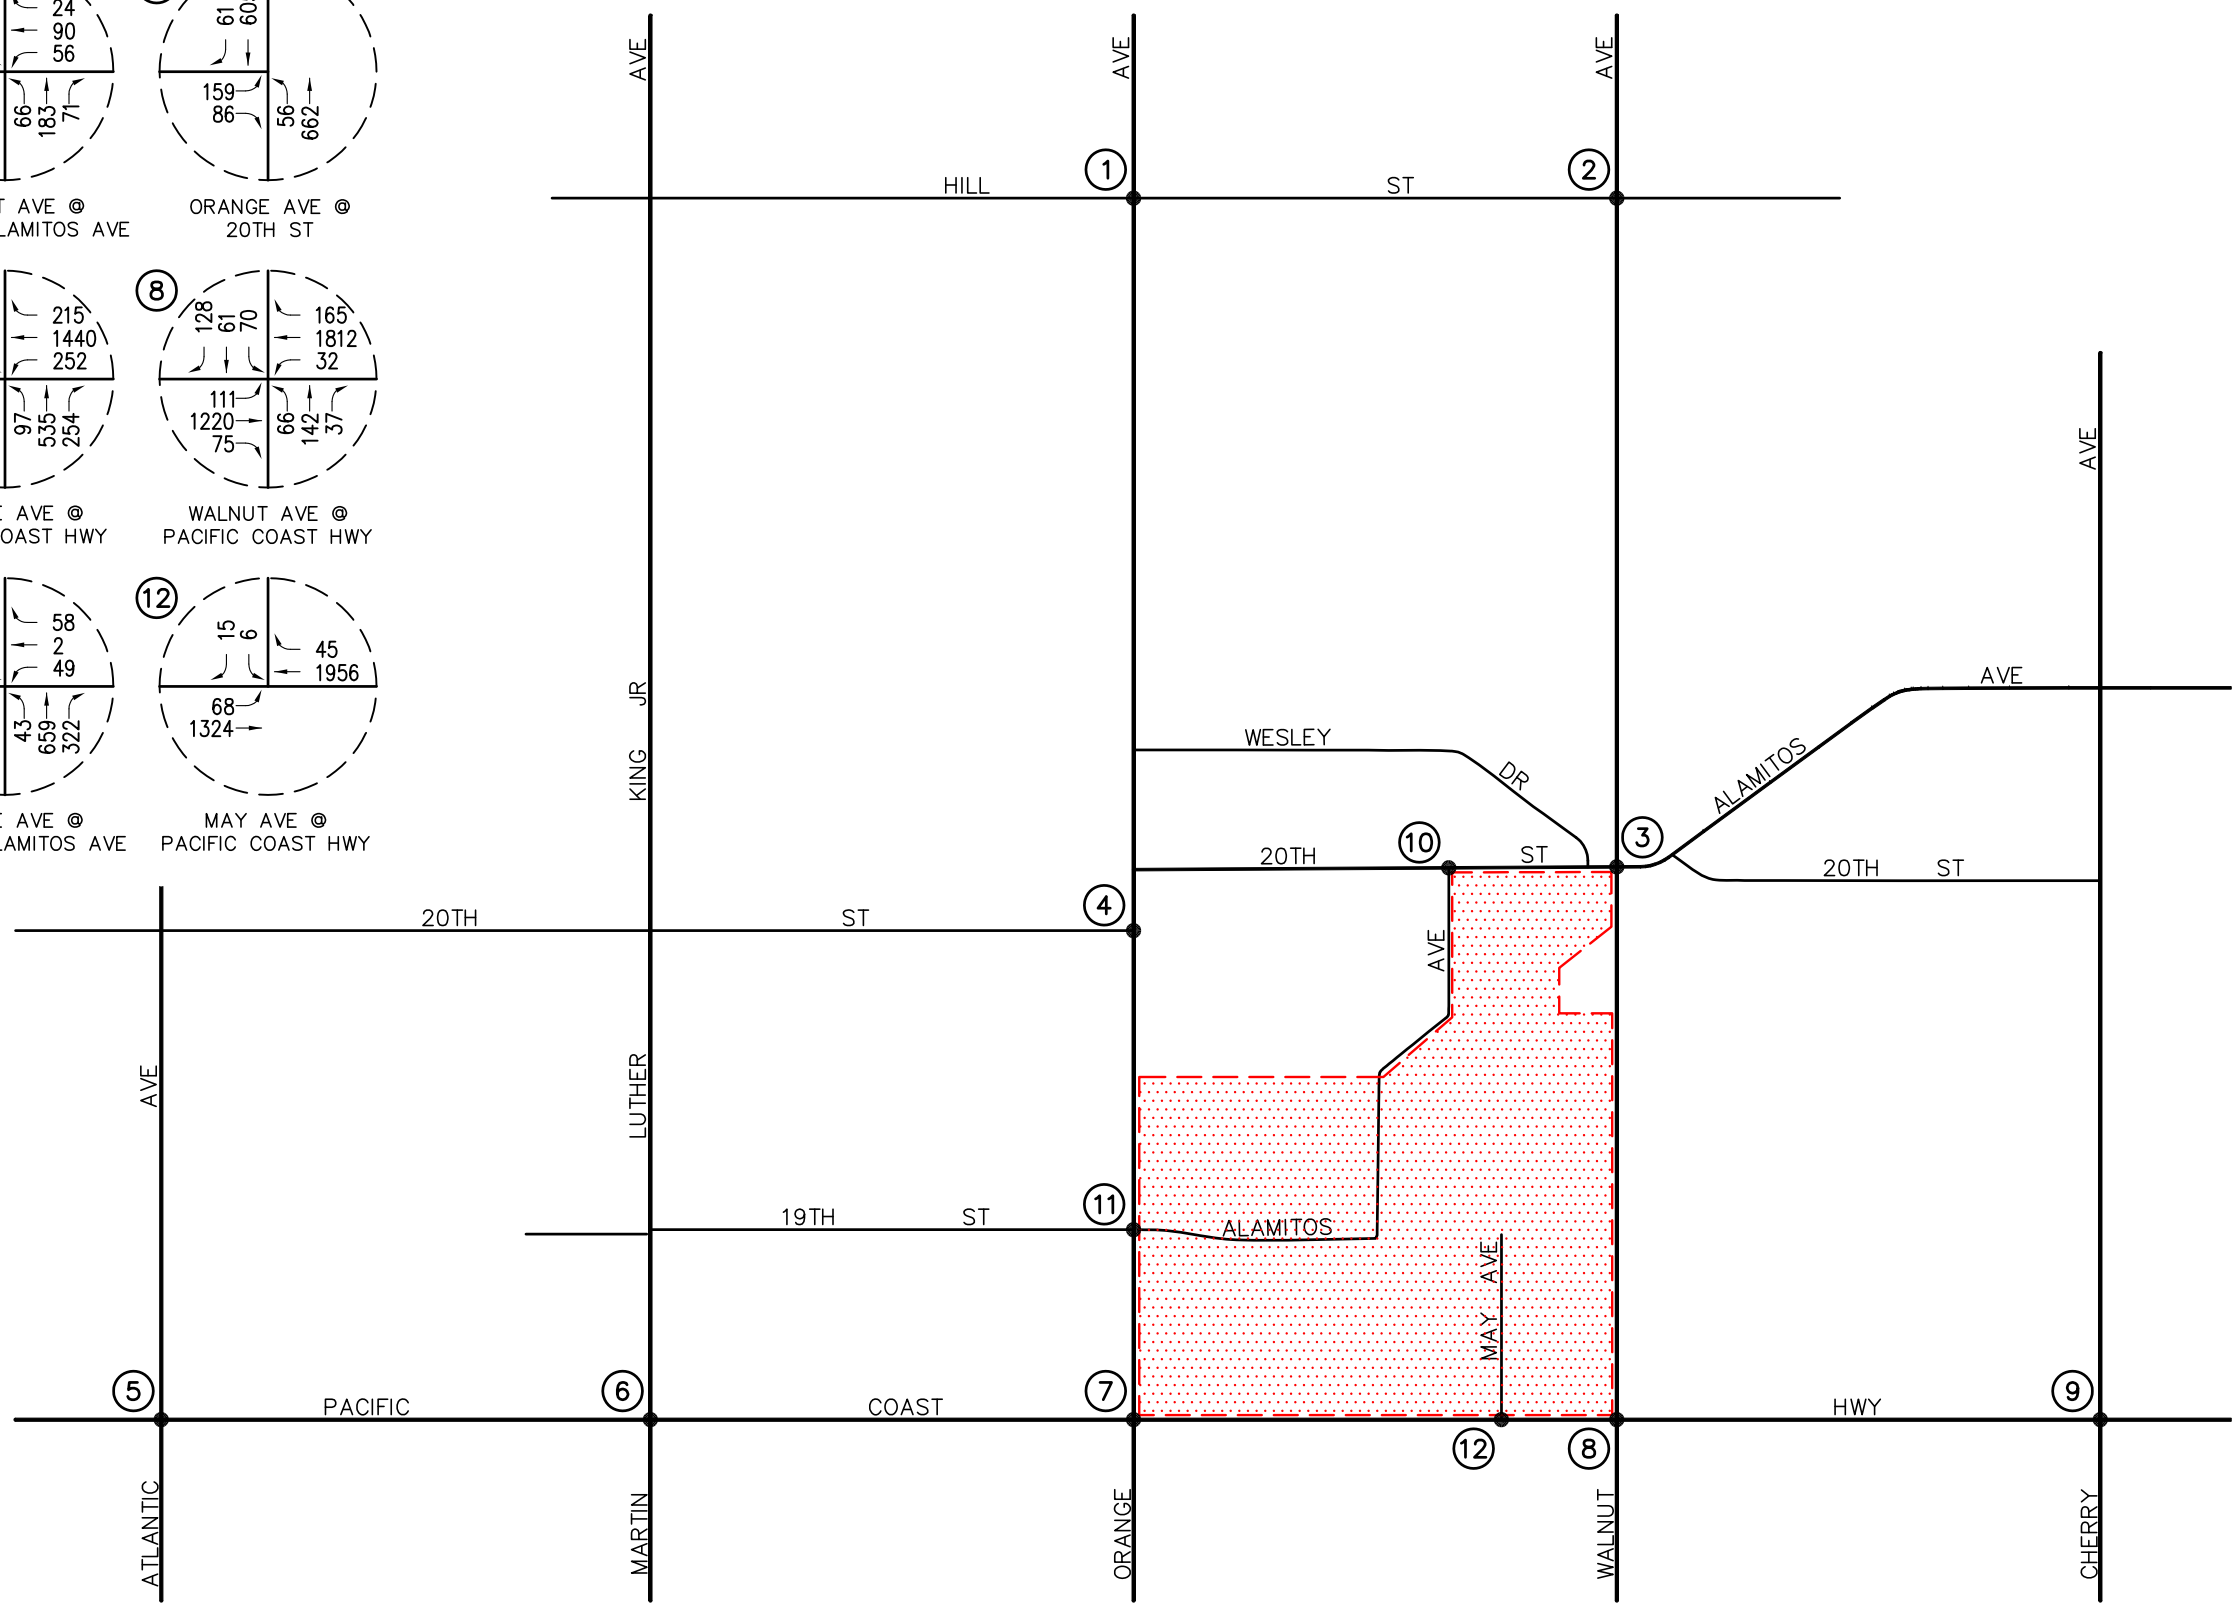 24
90
56
66
183
71
T AVE @
LAMITOS AVE
61
159
86
56
662
ORANGE AVE @
20TH ST
215
1440
252
97
535
254
E AVE @
OAST HWY
8
128
61
70
165
1812
32
111
1220
75
66
142
37
WALNUT AVE @
PACIFIC COAST HWY
58
2
49
43
659
322
E AVE @
LAMITOS AVE
12
15
6
45
1956
68
1324
MAY AVE @
PACIFIC COAST HWY
AVE
AVE
AVE
1
2
HILL ST
AVE
MARTIN LUTHER KING JR
WESLEY DR
ALAMITOS AVE
10
3
20TH ST
20TH ST
4
20TH ST
AVE
AVE
11
19TH ST
ALAMITOS
MAY AVE
5
6
7
9
PACIFIC COAST HWY
12
8
ATLANTIC
ORANGE
WALNUT
CHERRY